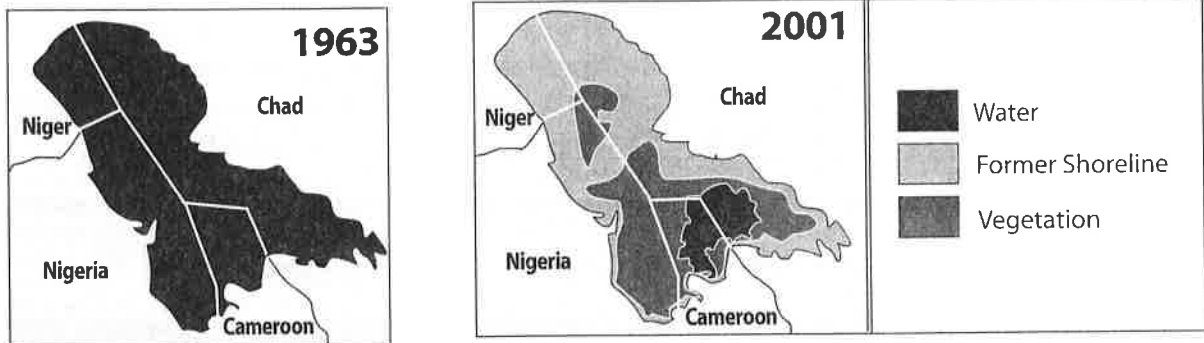 1963
Chad
Niger
Nigeria
Cameroon
2001
Chad
Niger
Nigeria
Cameroon
Water
Former Shoreline
Vegetation